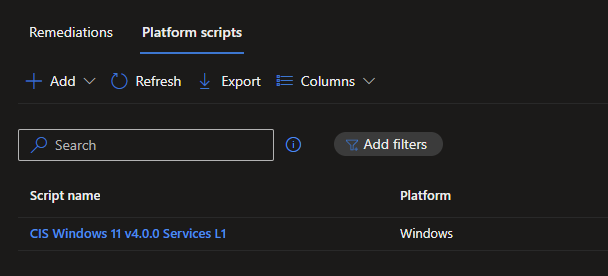 Remediations Platform scripts
Add Refresh Export Columns
Search Add filters
Script name Platform
CIS Windows 11 v4.0.0 Services L1 Windows